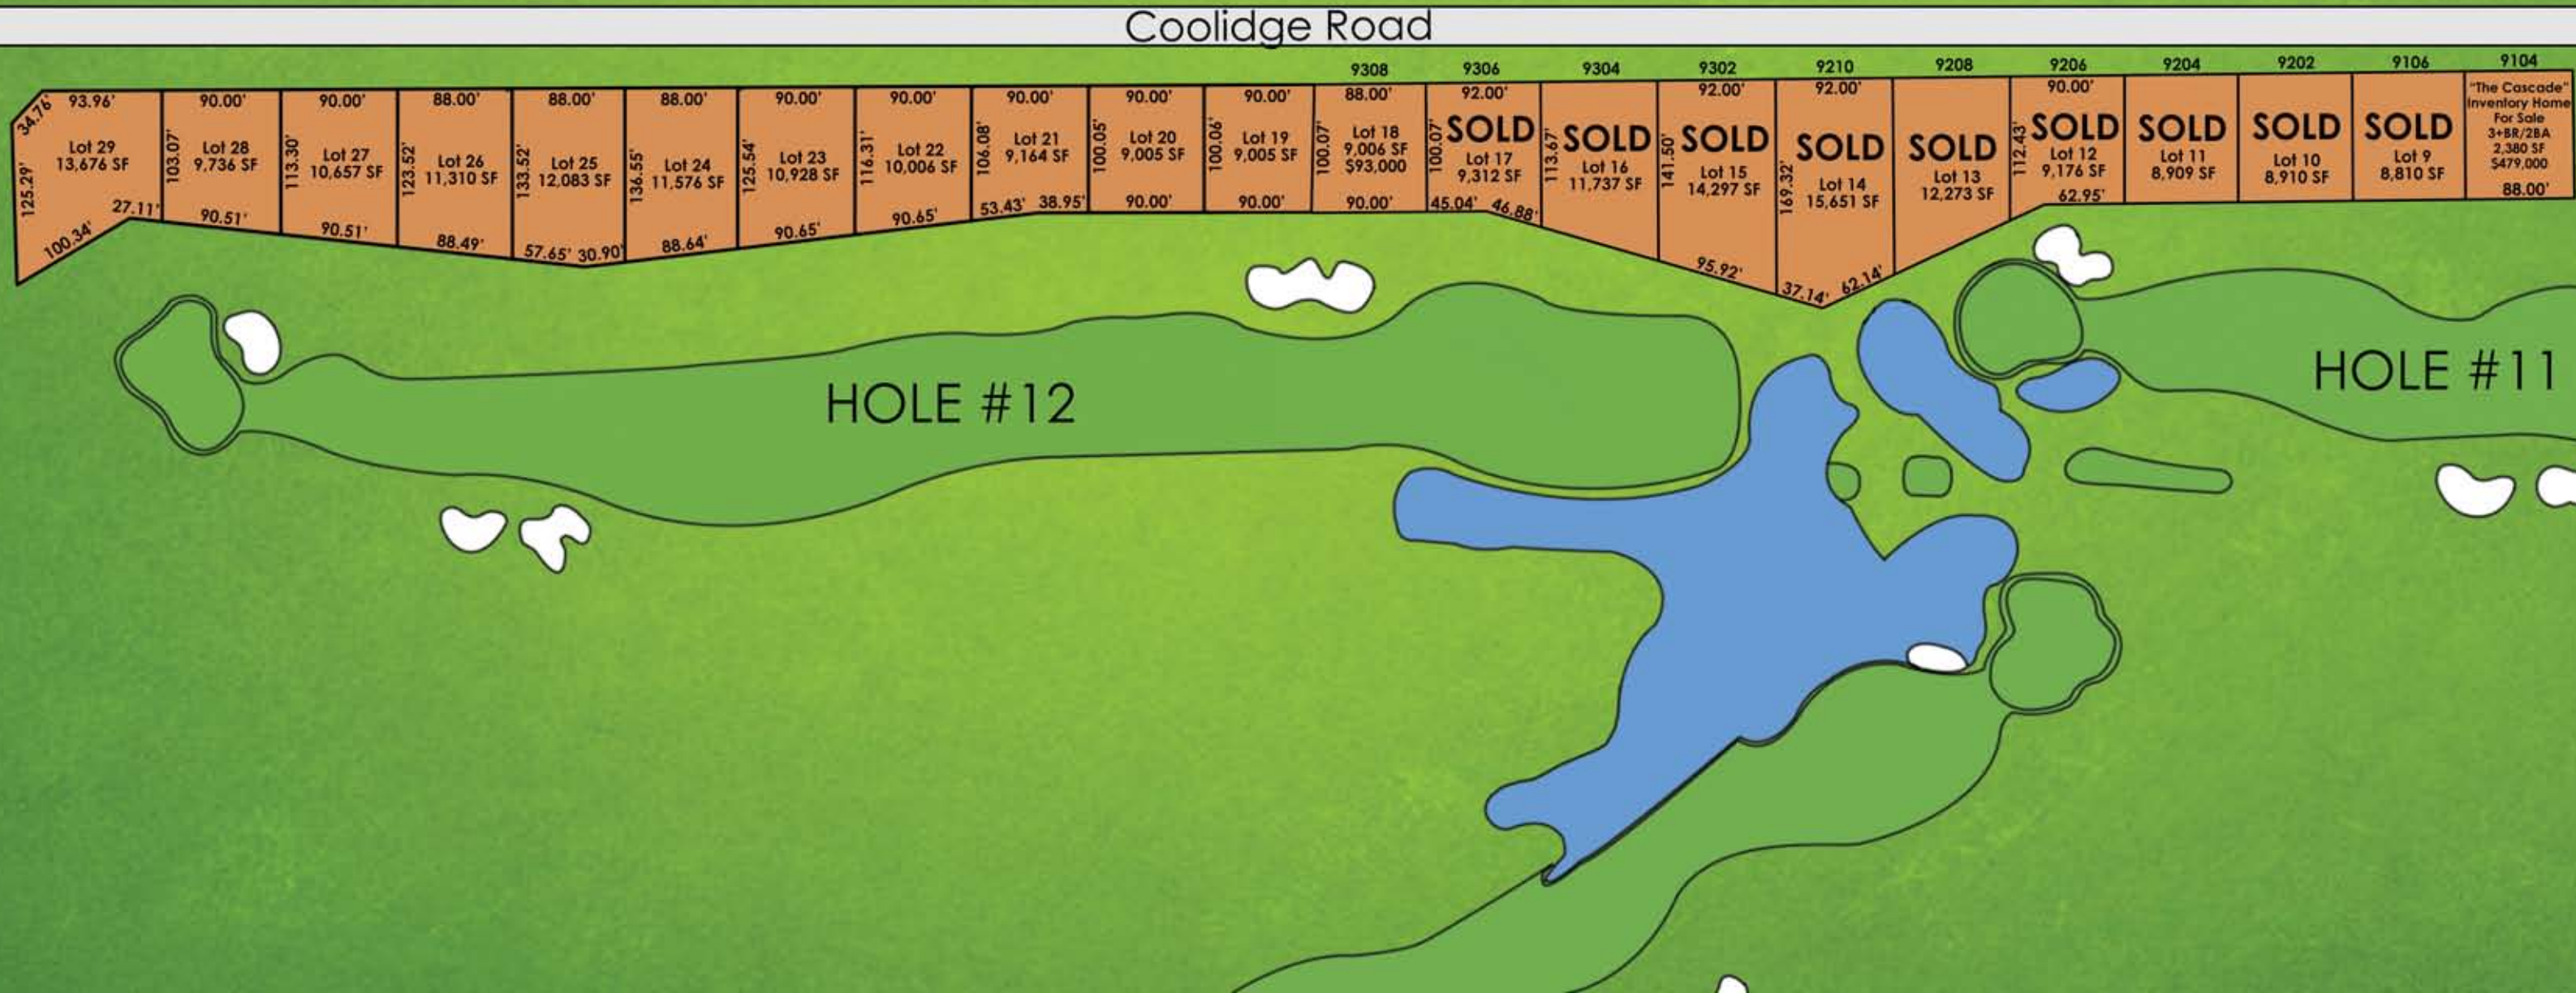 Coolidge Road
9308
9306
9304
9302
9210
9208
9206
9204
9202
9106
9104
34.76'
93.96'
Lot 29
13,676 SF
125.29'
100.34'
27.11'
103.07'
90.00'
Lot 28
9,736 SF
90.51'
113.30'
90.00'
Lot 27
10,657 SF
90.51'
123.52'
88.00'
Lot 26
11,310 SF
88.49'
133.52'
88.00'
Lot 25
12,083 SF
57.65' 30.90'
136.55'
88.00'
Lot 24
11,576 SF
88.64'
125.54'
90.00'
Lot 23
10,928 SF
90.65'
116.31'
90.00'
Lot 22
10,006 SF
90.65'
106.08'
90.00'
Lot 21
9,164 SF
53.43' 38.95'
100.05'
90.00'
Lot 20
9,005 SF
90.00'
100.06'
90.00'
Lot 19
9,005 SF
90.00'
100.07'
88.00'
Lot 18
9,006 SF
$93,000
90.00'
100.07'
92.00'
SOLD
Lot 17
9,312 SF
45.04' 46.88'
113.67'
SOLD
Lot 16
11,737 SF
141.50'
92.00'
SOLD
Lot 15
14,297 SF
95.92'
169.32'
92.00'
SOLD
Lot 14
15,651 SF
37.14' 62.14'
SOLD
Lot 13
12,273 SF
112.43'
90.00'
SOLD
Lot 12
9,176 SF
62.95'
SOLD
Lot 11
8,909 SF
SOLD
Lot 10
8,910 SF
SOLD
Lot 9
8,810 SF
"The Cascade"
Inventory Home
For Sale
3+BR/2BA
2,380 SF
$479,000
88.00'
HOLE #12
HOLE #11